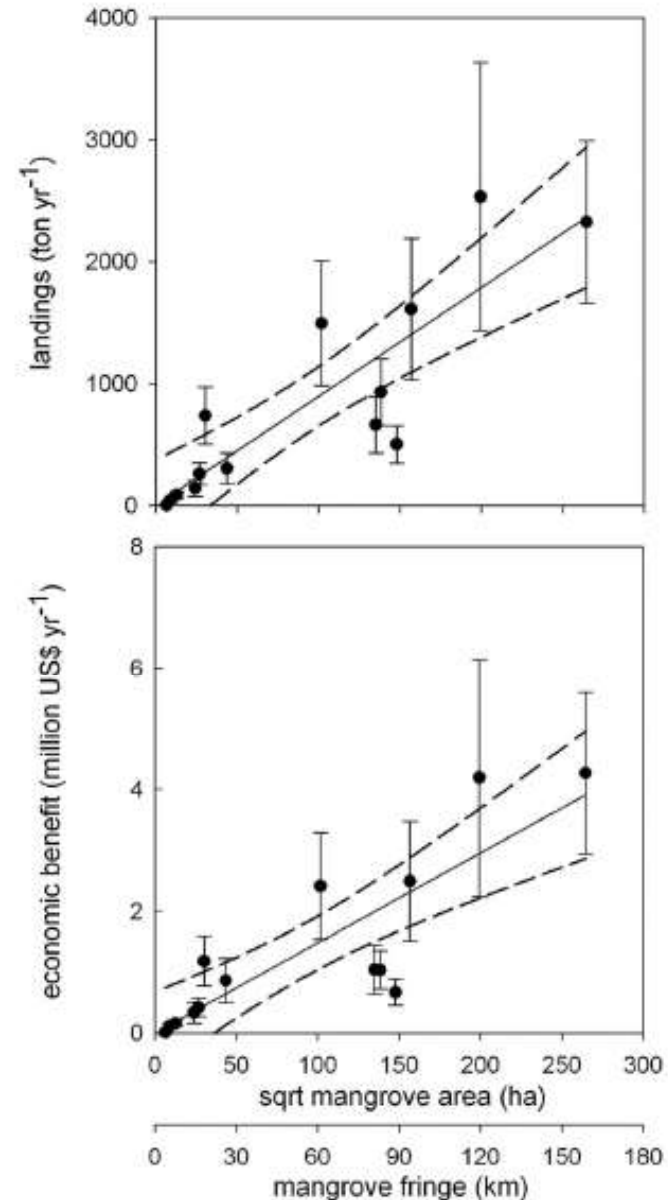 4000
3000
2000
1000
0
landings (ton yr⁻¹)
8
6
4
2
0
economic benefit (million US$ yr⁻¹)
0 50 100 150 200 250 300
sqrt mangrove area (ha)
0 30 60 90 120 150 180
mangrove fringe (km)